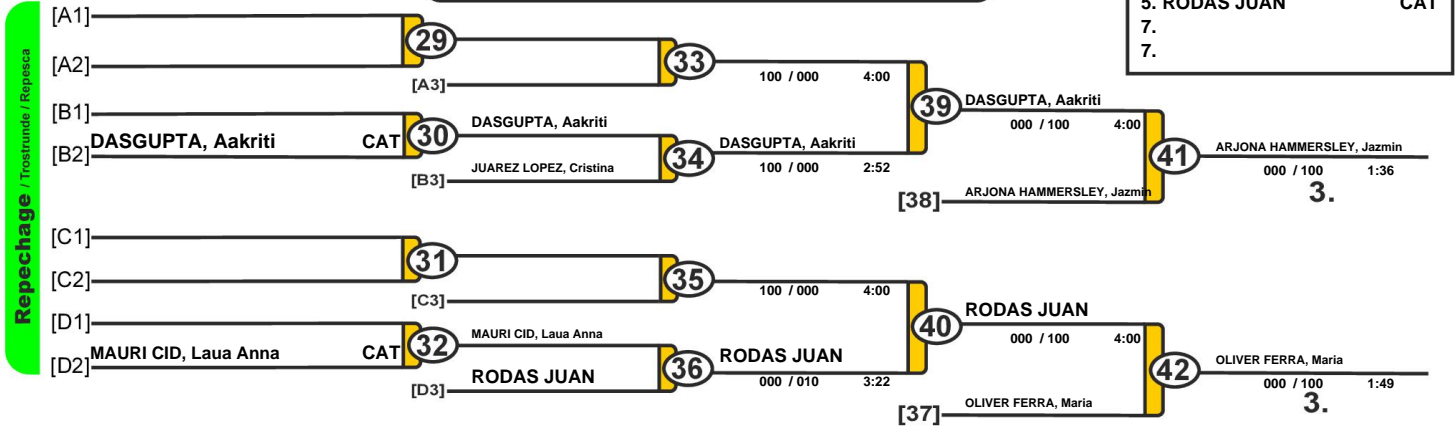 5. RODAS JUAN CAT
7.
7.
Repechage / Trostrunde / Repesca
[A1]
29
[A2]
33
[A3]
100 / 000 4:00
[B1]
DASGUPTA, Aakriti CAT
[B2]
30
DASGUPTA, Aakriti
JUAREZ LOPEZ, Cristina
[B3]
34
DASGUPTA, Aakriti
100 / 000 2:52
39
DASGUPTA, Aakriti
000 / 100 4:00
[38]
ARJONA HAMMERSLEY, Jazmin
41
ARJONA HAMMERSLEY, Jazmin
000 / 100 1:36
3.
[C1]
31
[C2]
[C3]
35
100 / 000 4:00
[D1]
MAURI CID, Laua Anna CAT
[D2]
32
MAURI CID, Laua Anna
RODAS JUAN
[D3]
36
RODAS JUAN
000 / 010 3:22
40
RODAS JUAN
000 / 100 4:00
[37]
OLIVER FERRA, Maria
42
OLIVER FERRA, Maria
000 / 100 1:49
3.